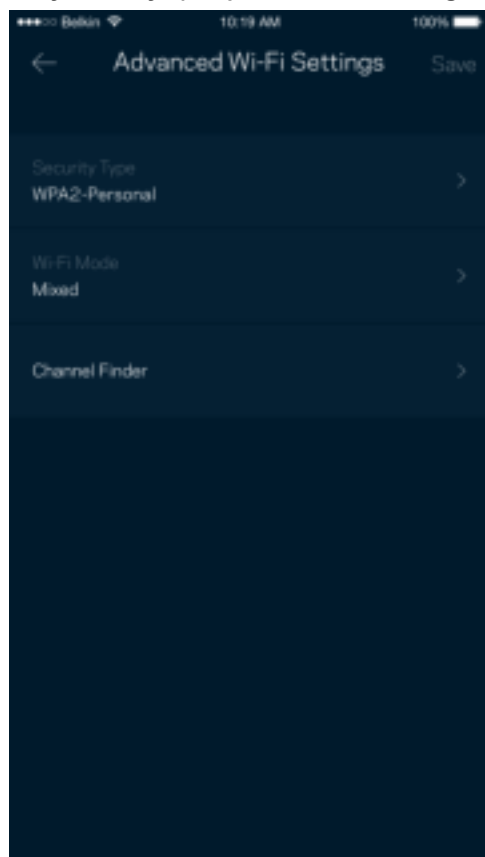 Belkin 10:19 AM 100%
Advanced Wi-Fi Settings Save
Security Type
WPA2-Personal
Wi-Fi Mode
Mixed
Channel Finder